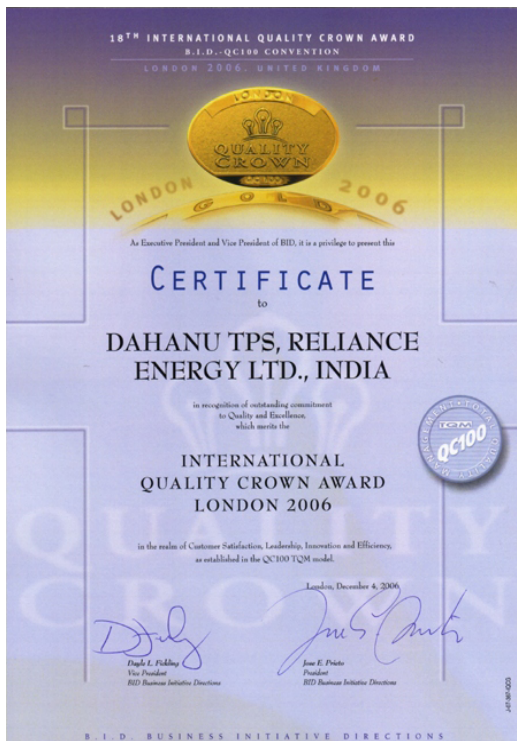 18TH INTERNATIONAL QUALITY CROWN AWARD
B.I.D.-QC100 CONVENTION
LONDON 2006. UNITED KINGDOM
LONDON
QUALITY
CROWN
GOLD
LONDON GOLD 2006
As Executive President and Vice President of BID, it is a privilege to present this
CERTIFICATE
to
DAHANU TPS, RELIANCE
ENERGY LTD., INDIA
in recognition of outstanding commitment
to Quality and Excellence,
which merits the
TQM
QC100
INTERNATIONAL
QUALITY CROWN AWARD
LONDON 2006
QUALITY
CROWN
in the realm of Customer Satisfaction, Leadership, Innovation and Efficiency,
as established in the QC100 TQM model.
London, December 4, 2006
Dayle L. Fickling
Vice President
BID Business Initiative Directions
Jose E. Prieto
President
BID Business Initiative Directions
B.I.D. BUSINESS INITIATIVE DIRECTIONS